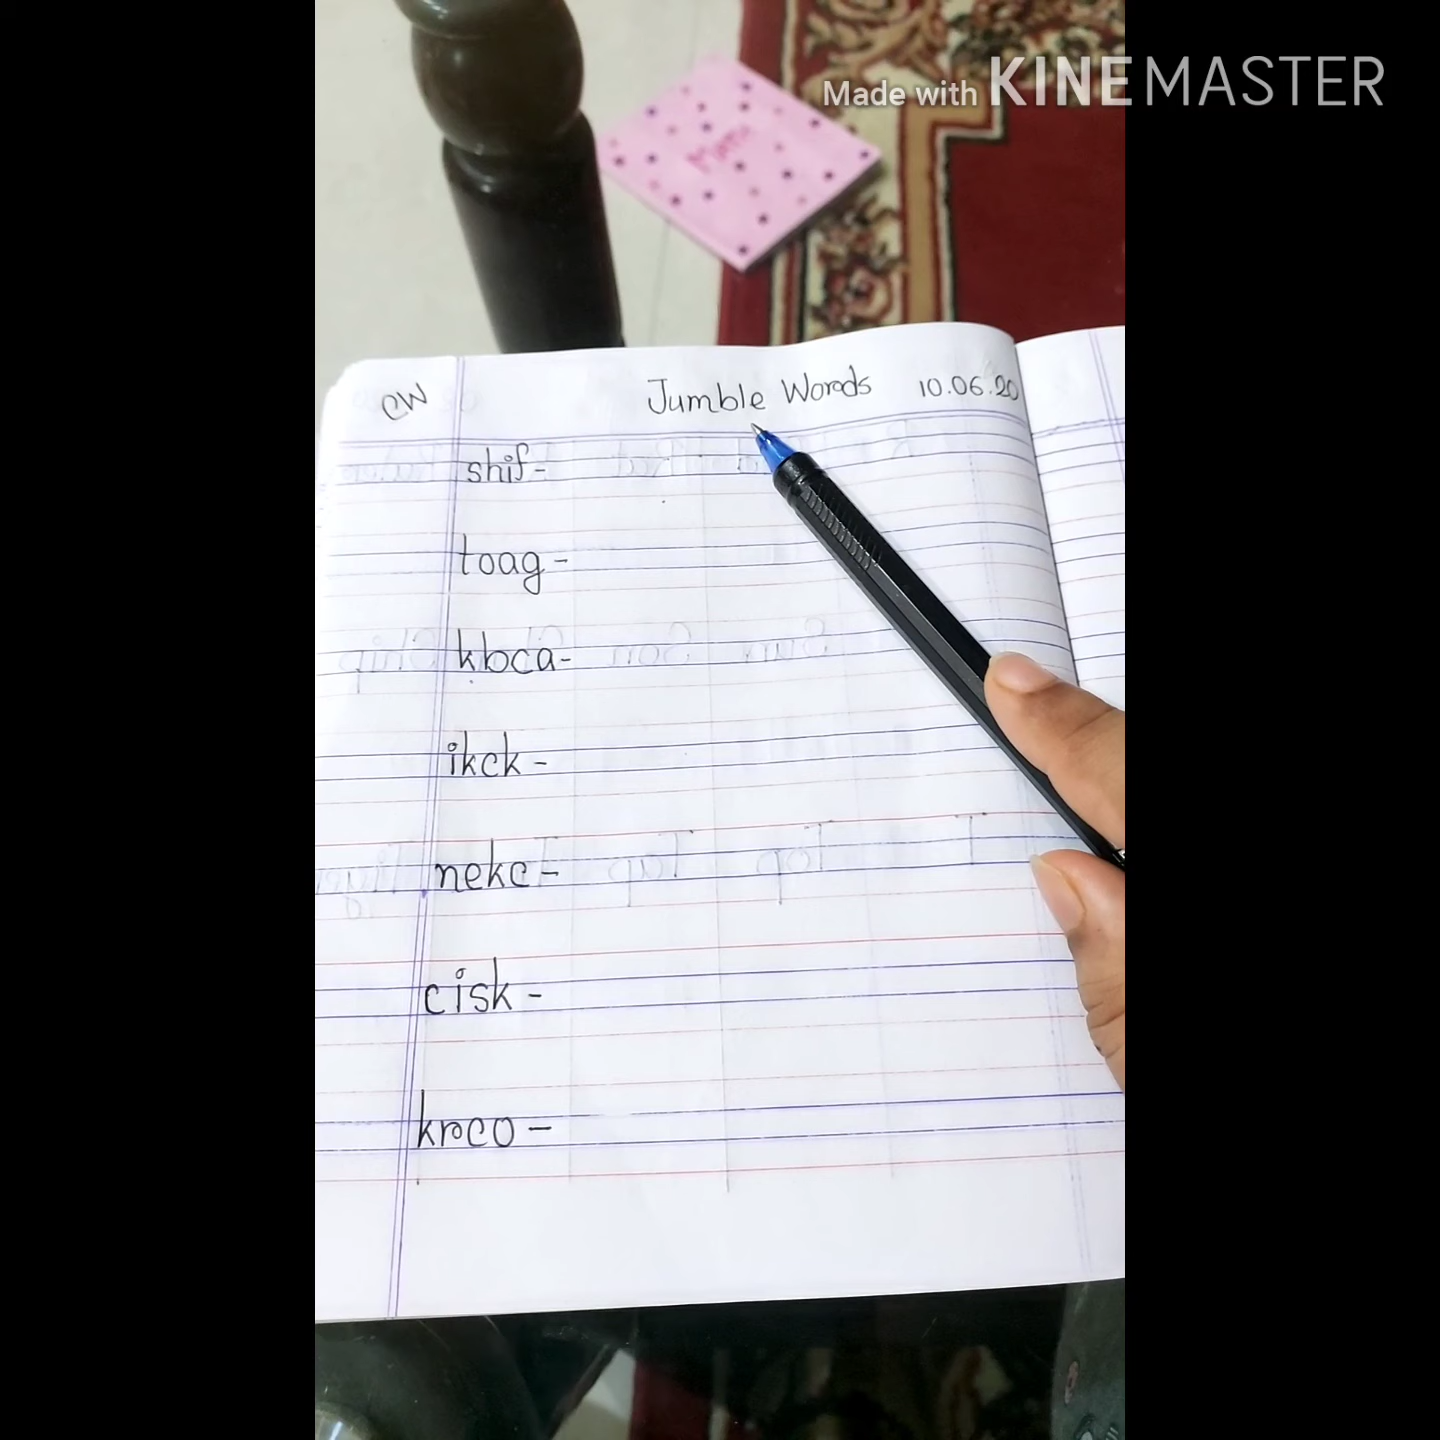 Made with KINEMASTER
CW Jumble Words 10.06.20
shif-
toag-
kbca-
ikck-
nekc-
cisk-
krco-